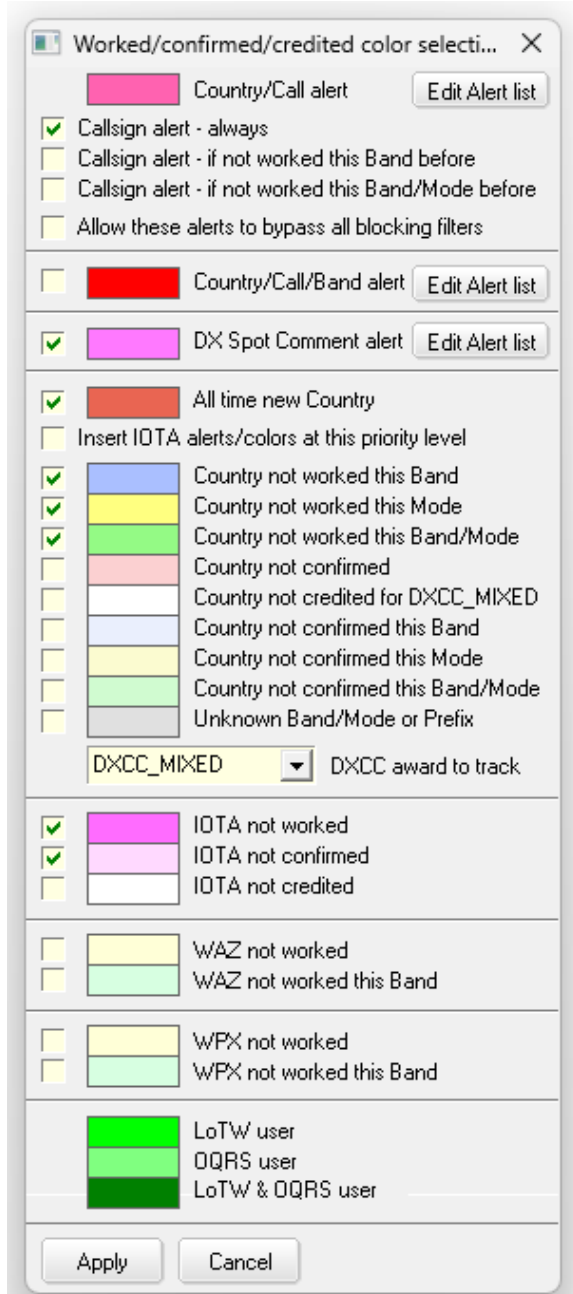 Worked/confirmed/credited color selecti...
Country/Call alert Edit Alert list
Callsign alert - always
Callsign alert - if not worked this Band before
Callsign alert - if not worked this Band/Mode before
Allow these alerts to bypass all blocking filters
Country/Call/Band alert Edit Alert list
DX Spot Comment alert Edit Alert list
All time new Country
Insert IOTA alerts/colors at this priority level
Country not worked this Band
Country not worked this Mode
Country not worked this Band/Mode
Country not confirmed
Country not credited for DXCC_MIXED
Country not confirmed this Band
Country not confirmed this Mode
Country not confirmed this Band/Mode
Unknown Band/Mode or Prefix
DXCC_MIXED DXCC award to track
IOTA not worked
IOTA not confirmed
IOTA not credited
WAZ not worked
WAZ not worked this Band
WPX not worked
WPX not worked this Band
LoTW user
OQRS user
LoTW & OQRS user
Apply Cancel